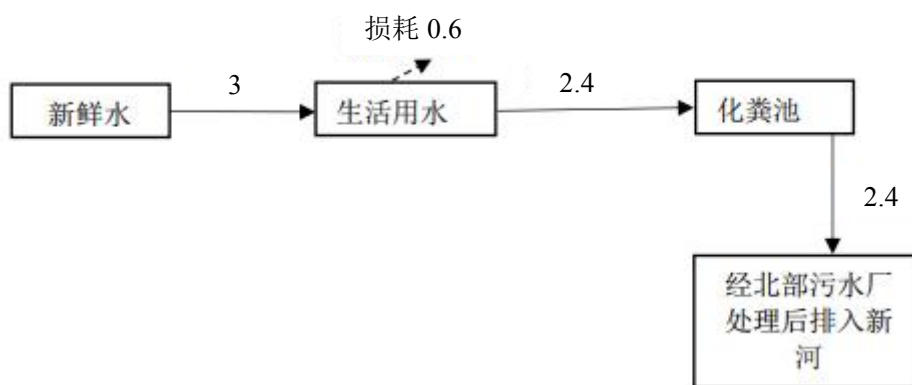 损耗 0.6
新鲜水
3
生活用水
2.4
化粪池
2.4
经北部污水厂
处理后排入新
河